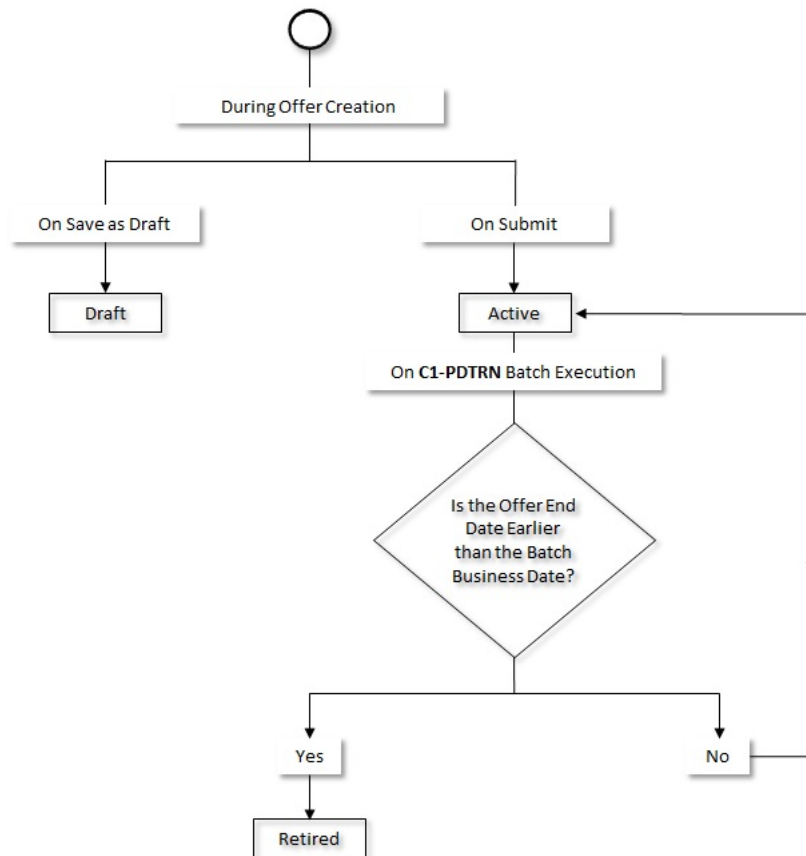 During Offer Creation
On Save as Draft
On Submit
Draft
Active
On C1-PDTRN Batch Execution
Is the Offer End
Date Earlier
than the Batch
Business Date?
Yes
No
Retired